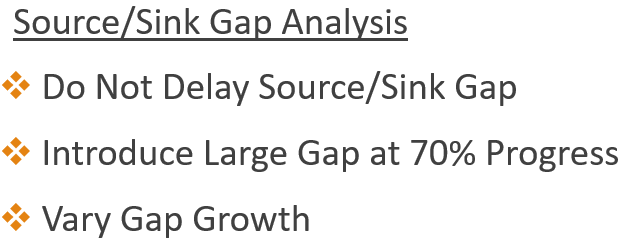 Source/Sink Gap Analysis
❖ Do Not Delay Source/Sink Gap
❖ Introduce Large Gap at 70% Progress
❖ Vary Gap Growth